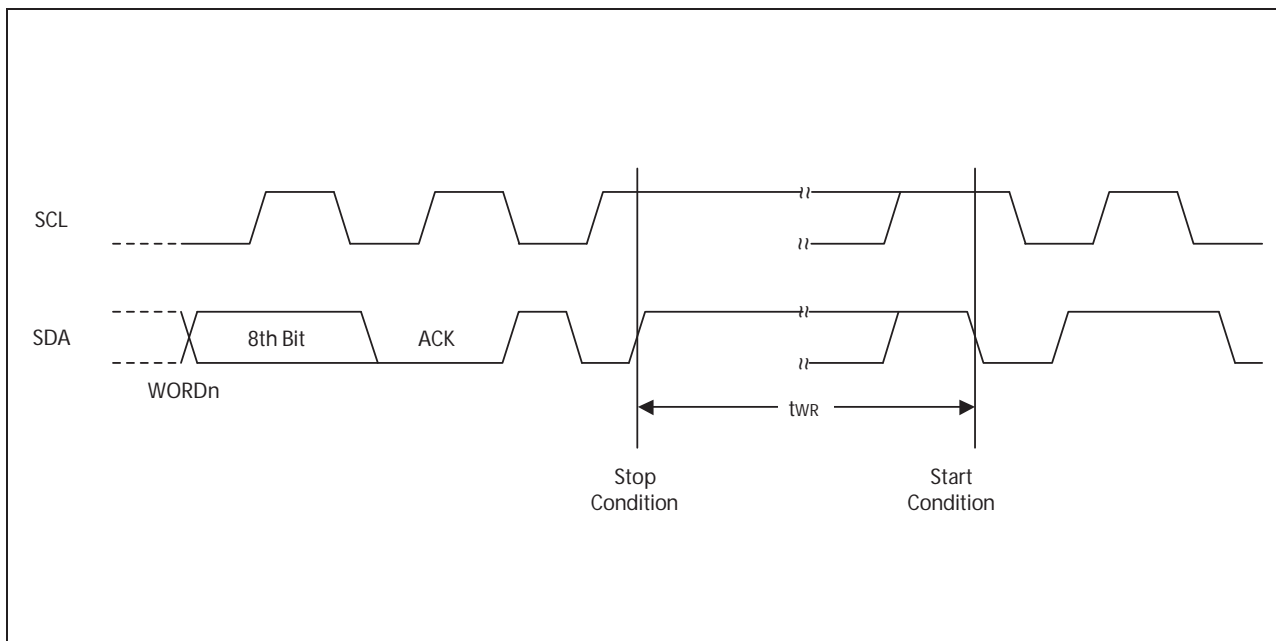 SCL
SDA
8th Bit
ACK
WORDn
tWR
Stop
Condition
Start
Condition